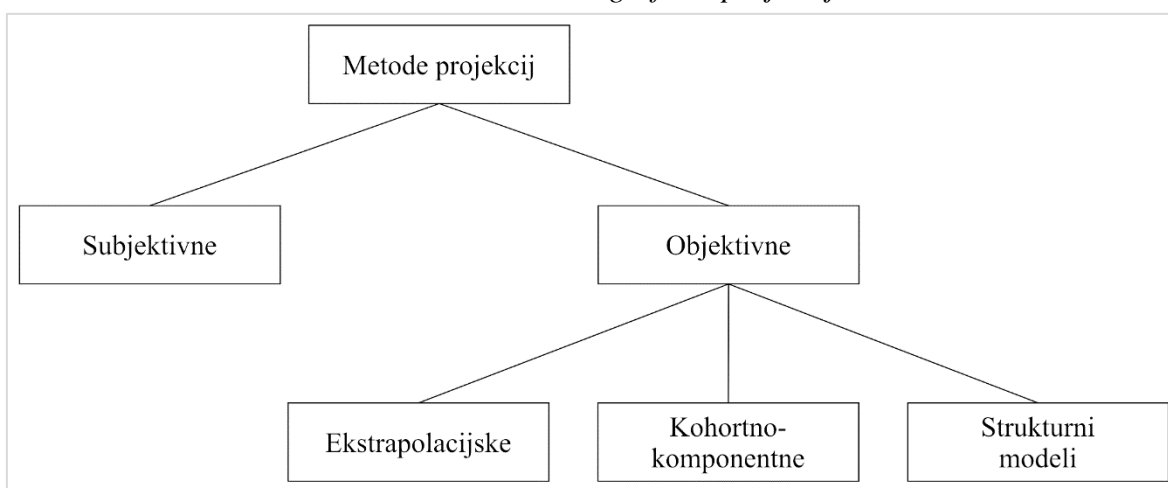 Metode projekcij
Subjektivne
Objektivne
Ekstrapolacijske
Kohortno-
komponentne
Strukturni
modeli